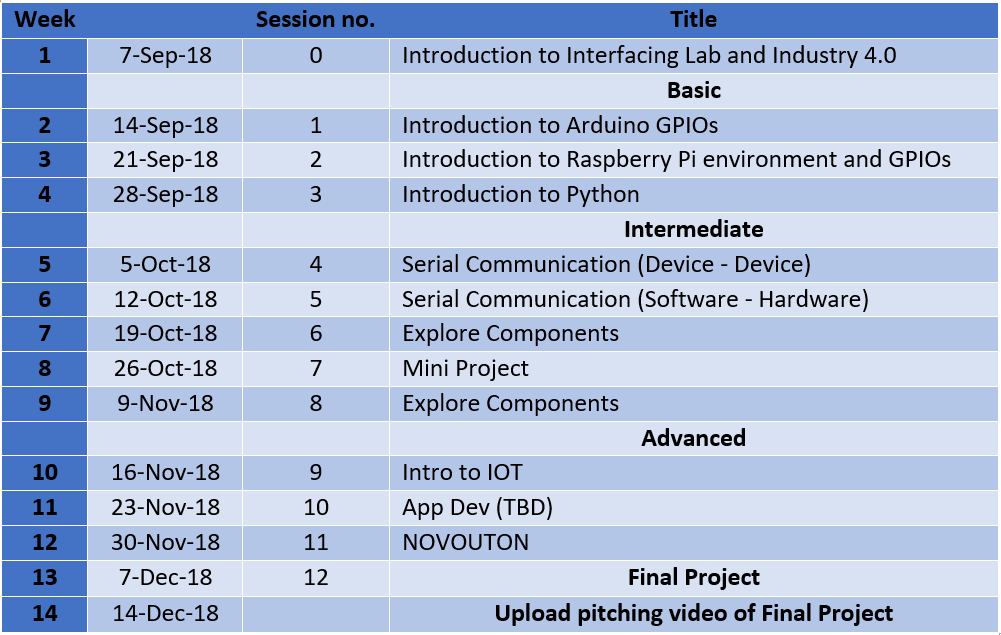 Week Session no. Title
1 7-Sep-18 0 Introduction to Interfacing Lab and Industry 4.0
Basic
2 14-Sep-18 1 Introduction to Arduino GPIOs
3 21-Sep-18 2 Introduction to Raspberry Pi environment and GPIOs
4 28-Sep-18 3 Introduction to Python
Intermediate
5 5-Oct-18 4 Serial Communication (Device - Device)
6 12-Oct-18 5 Serial Communication (Software - Hardware)
7 19-Oct-18 6 Explore Components
8 26-Oct-18 7 Mini Project
9 9-Nov-18 8 Explore Components
Advanced
10 16-Nov-18 9 Intro to IOT
11 23-Nov-18 10 App Dev (TBD)
12 30-Nov-18 11 NOVOUTON
13 7-Dec-18 12 Final Project
14 14-Dec-18 Upload pitching video of Final Project